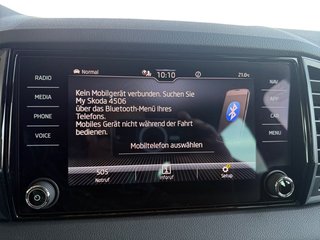 RADIO
MEDIA
PHONE
VOICE
Normal
10:10
21.0
Kein Mobilgerät verbunden. Suchen Sie
My Skoda 4506
über das Bluetooth-Menü Ihres
Telefons.
Mobiles Gerät nicht während der Fahrt
bedienen.
Mobiltelefon auswählen
SOS
Notruf
Inforuf
Setup
NAV
APP
CAR
MENU